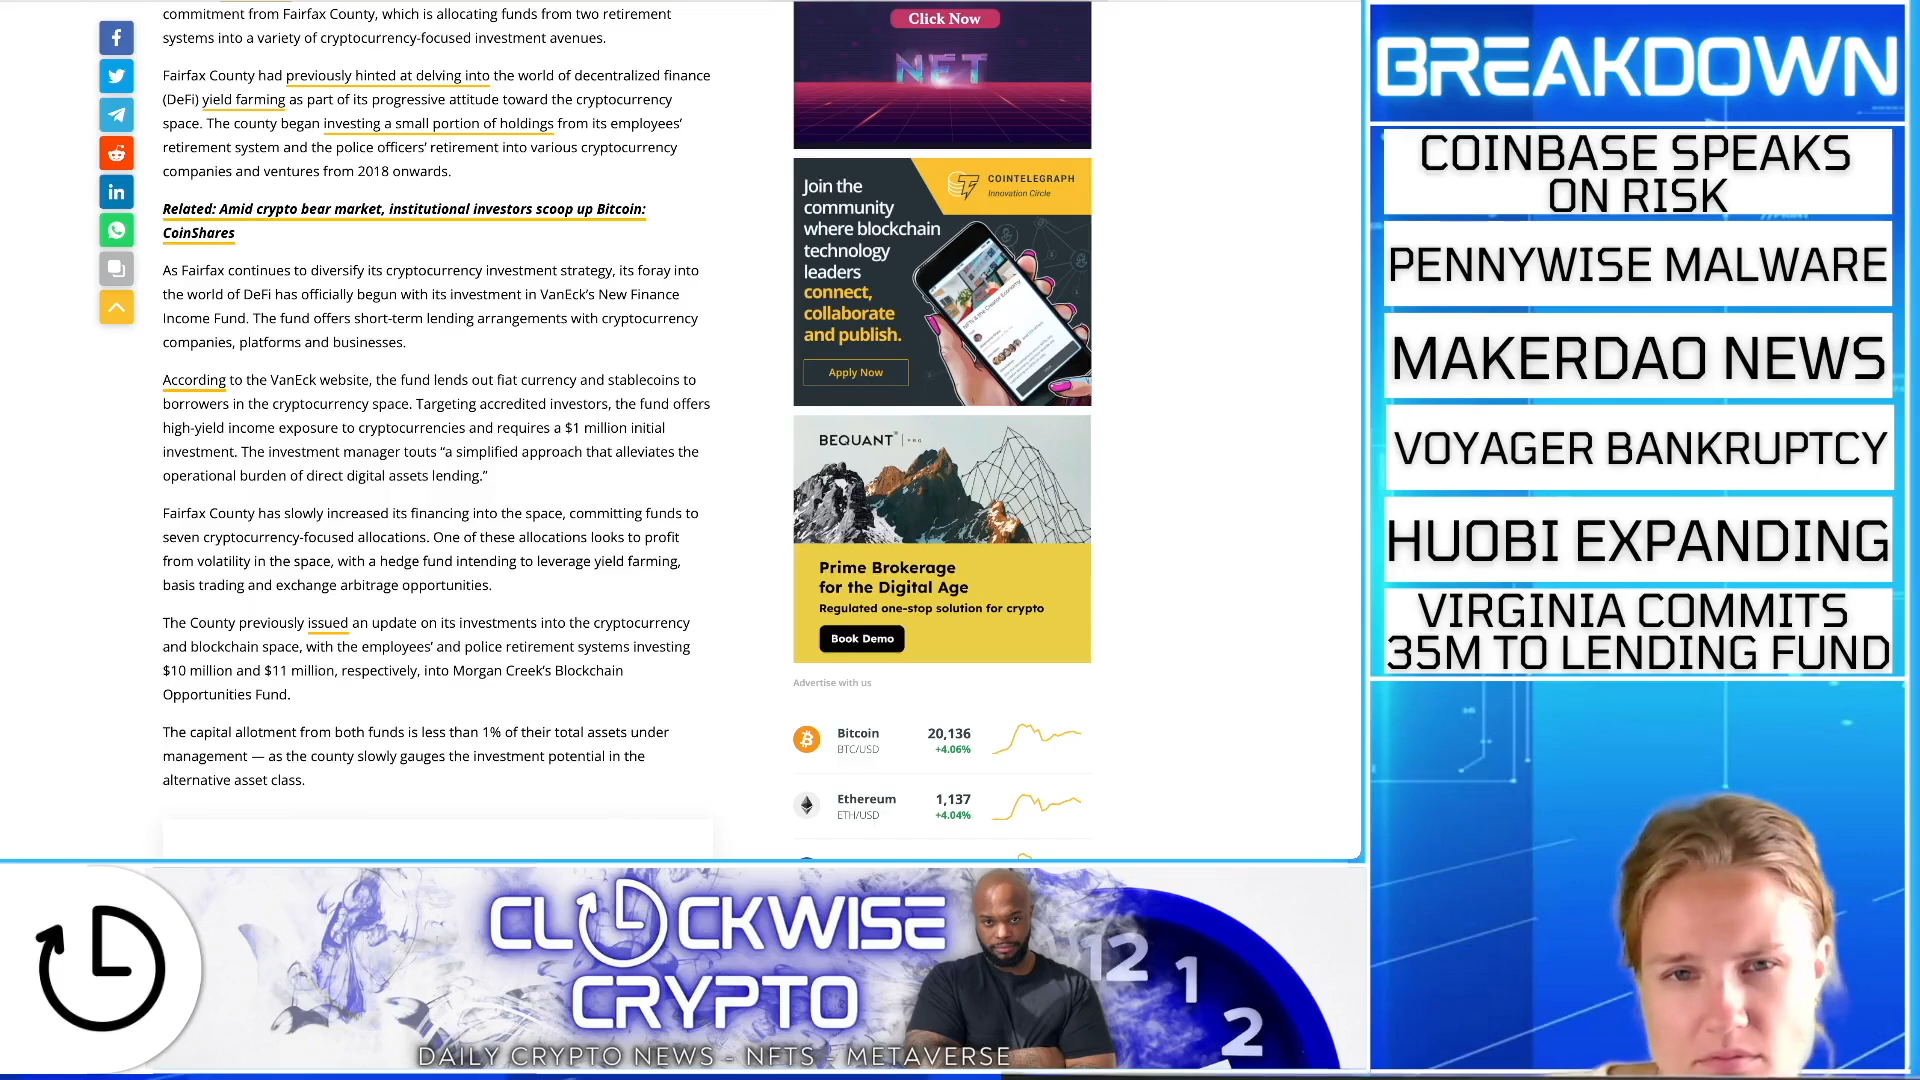 commitment from Fairfax County, which is allocating funds from two retirement
systems into a variety of cryptocurrency-focused investment avenues.
Fairfax County had previously hinted at delving into the world of decentralized finance
(DeFi) yield farming as part of its progressive attitude toward the cryptocurrency
space. The county began investing a small portion of holdings from its employees’
retirement system and the police officers’ retirement into various cryptocurrency
companies and ventures from 2018 onwards.
Related: Amid crypto bear market, institutional investors scoop up Bitcoin:
CoinShares
As Fairfax continues to diversify its cryptocurrency investment strategy, its foray into
the world of DeFi has officially begun with its investment in VanEck’s New Finance
Income Fund. The fund offers short-term lending arrangements with cryptocurrency
companies, platforms and businesses.
According to the VanEck website, the fund lends out fiat currency and stablecoins to
borrowers in the cryptocurrency space. Targeting accredited investors, the fund offers
high-yield income exposure to cryptocurrencies and requires a $1 million initial
investment. The investment manager touts “a simplified approach that alleviates the
operational burden of direct digital assets lending.”
Fairfax County has slowly increased its financing into the space, committing funds to
seven cryptocurrency-focused allocations. One of these allocations looks to profit
from volatility in the space, with a hedge fund intending to leverage yield farming,
basis trading and exchange arbitrage opportunities.
The County previously issued an update on its investments into the cryptocurrency
and blockchain space, with the employees’ and police retirement systems investing
$10 million and $11 million, respectively, into Morgan Creek’s Blockchain
Opportunities Fund.
The capital allotment from both funds is less than 1% of their total assets under
management — as the county slowly gauges the investment potential in the
alternative asset class.
Click Now
NFT
COINTELEGRAPH
Innovation Circle
Join the
community
where blockchain
technology
leaders
connect,
collaborate
and publish.
Apply Now
BEQUANT
PRO
Prime Brokerage
for the Digital Age
Regulated one-stop solution for crypto
Book Demo
Advertise with us
Bitcoin 20,136
BTC/USD +4.06%
Ethereum 1,137
ETH/USD +4.04%
BREAKDOWN
COINBASE SPEAKS
ON RISK
PENNYWISE MALWARE
MAKERDAO NEWS
VOYAGER BANKRUPTCY
HUOBI EXPANDING
VIRGINIA COMMITS
35M TO LENDING FUND
CLOCKWISE
CRYPTO
DAILY CRYPTO NEWS - NFTS - METAVERSE
12
1
2